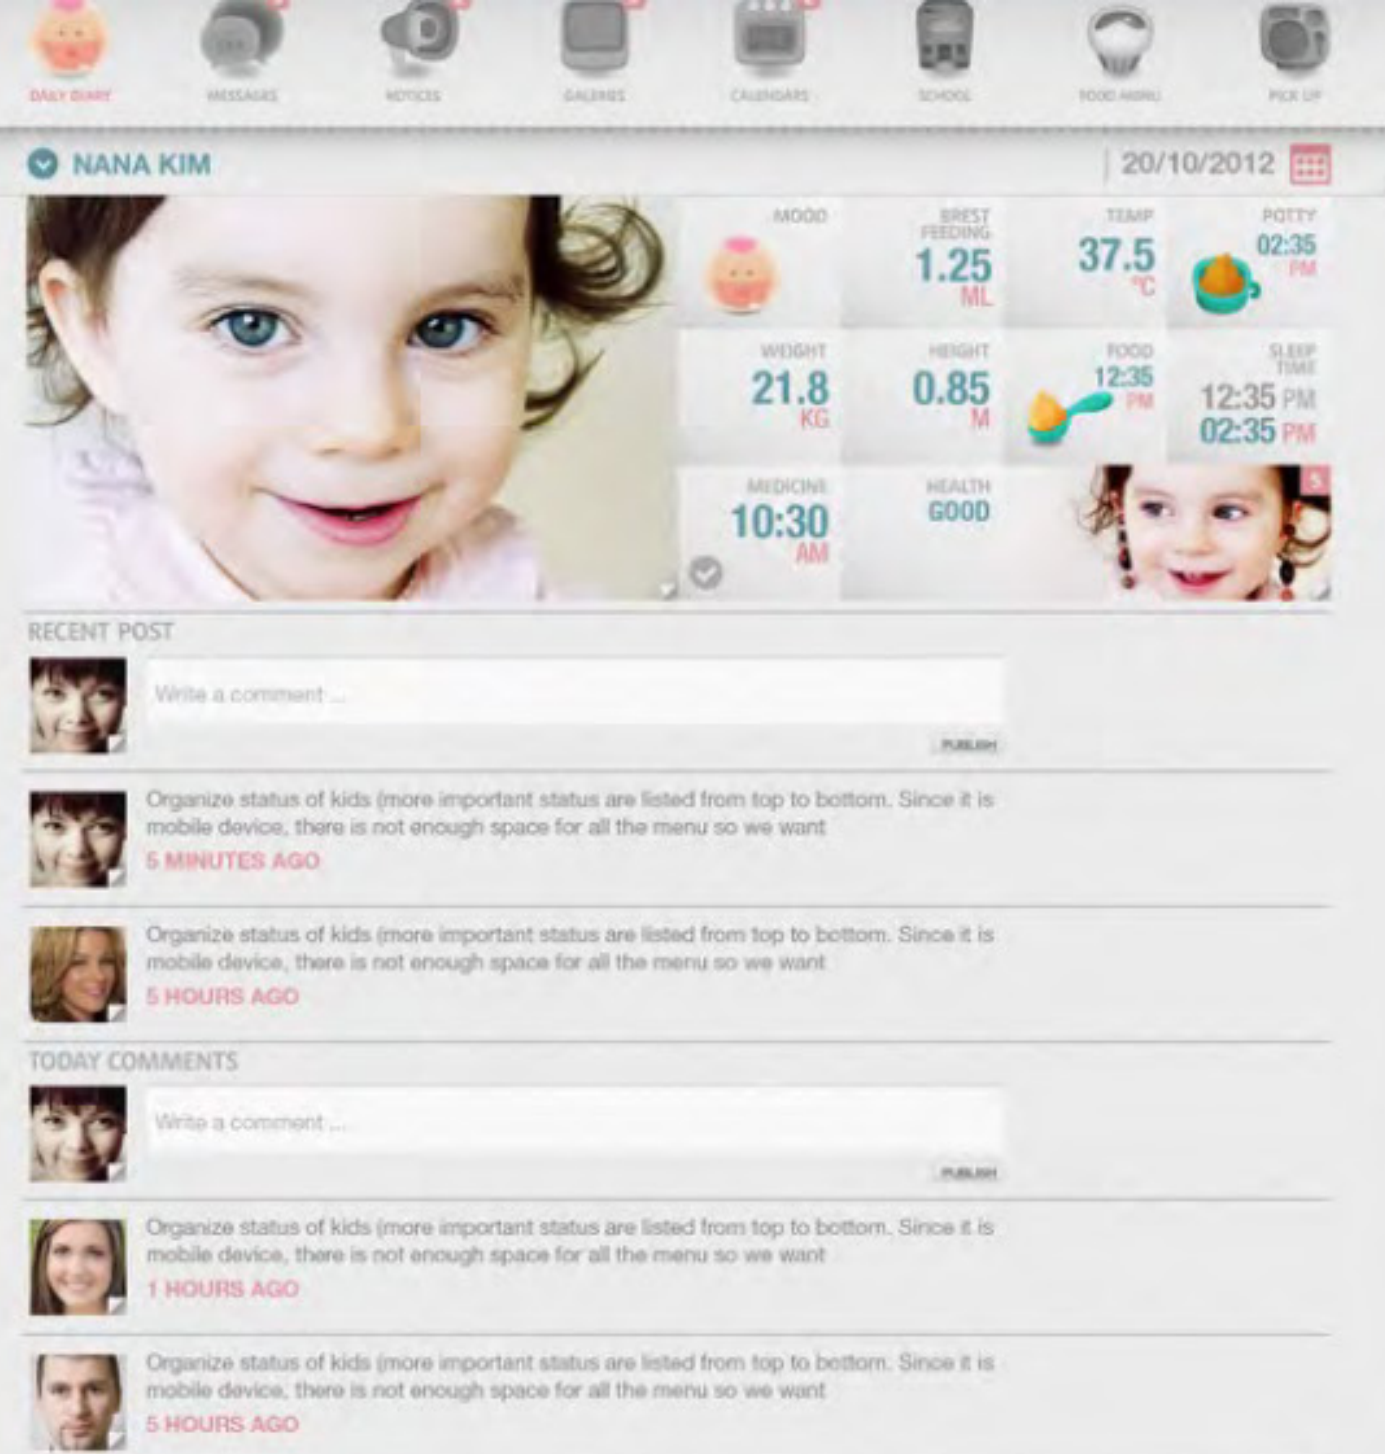 DAILY DIARY
MESSAGES
NOTICES
GALERIES
CALENDARS
SCHOOL
FOOD MENU
PICK UP
NANA KIM
20/10/2012
MOOD
BREST
FEEDING
1.25
ML
TEMP
37.5
°C
POTTY
02:35
PM
WEIGHT
21.8
KG
HEIGHT
0.85
M
FOOD
12:35
PM
SLEEP
TIME
12:35 PM
02:35 PM
MEDICINE
10:30
AM
HEALTH
GOOD
5
RECENT POST
Write a comment ...
PUBLISH
Organize status of kids (more important status are listed from top to bottom. Since it is
mobile device, there is not enough space for all the menu so we want
5 MINUTES AGO
Organize status of kids (more important status are listed from top to bottom. Since it is
mobile device, there is not enough space for all the menu so we want
5 HOURS AGO
TODAY COMMENTS
Write a comment ...
PUBLISH
Organize status of kids (more important status are listed from top to bottom. Since it is
mobile device, there is not enough space for all the menu so we want
1 HOURS AGO
Organize status of kids (more important status are listed from top to bottom. Since it is
mobile device, there is not enough space for all the menu so we want
5 HOURS AGO